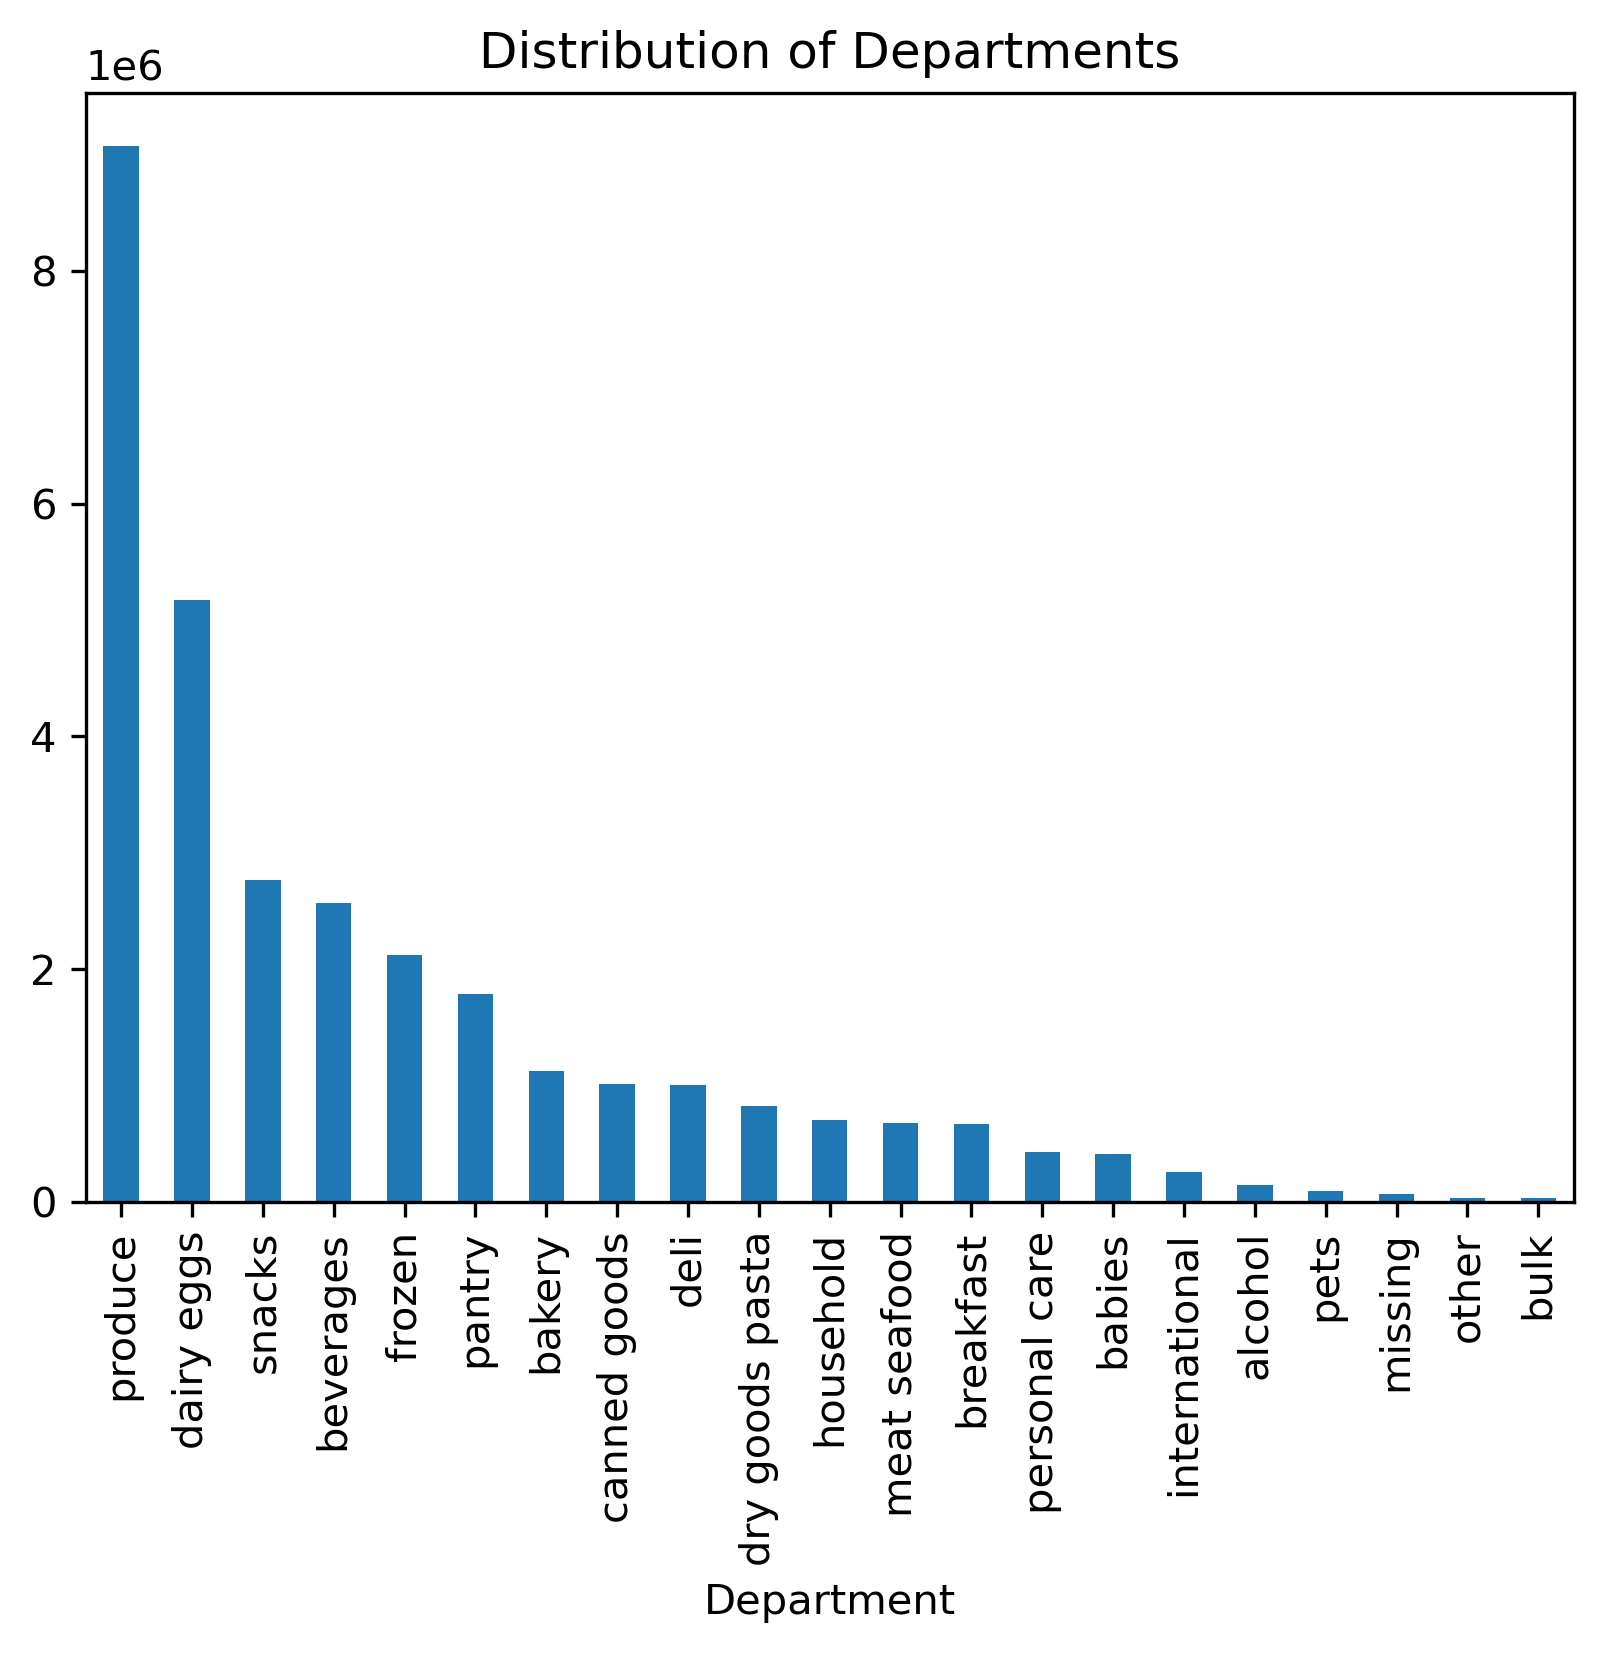 Distribution of Departments
1e6
8
6
4
2
0
produce
dairy eggs
snacks
beverages
frozen
pantry
bakery
canned goods
deli
dry goods pasta
household
meat seafood
breakfast
personal care
babies
international
alcohol
pets
missing
other
bulk
Department